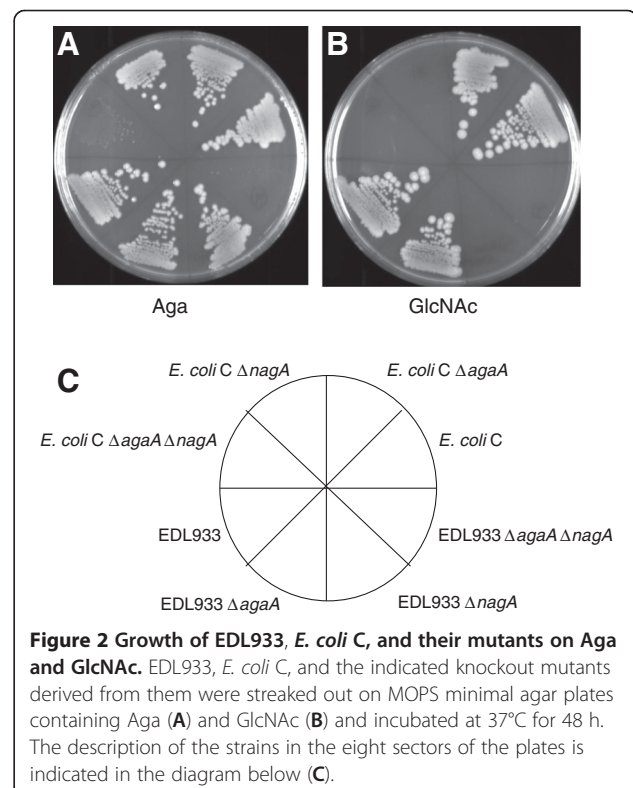 A
B
Aga
GlcNAc
C
E. coli C ΔnagA
E. coli C ΔagaA
E. coli C ΔagaA ΔnagA
E. coli C
EDL933
EDL933 ΔagaA ΔnagA
EDL933 ΔagaA
EDL933 ΔnagA
Figure 2 Growth of EDL933, E. coli C, and their mutants on Aga
and GlcNAc. EDL933, E. coli C, and the indicated knockout mutants
derived from them were streaked out on MOPS minimal agar plates
containing Aga (A) and GlcNAc (B) and incubated at 37°C for 48 h.
The description of the strains in the eight sectors of the plates is
indicated in the diagram below (C).